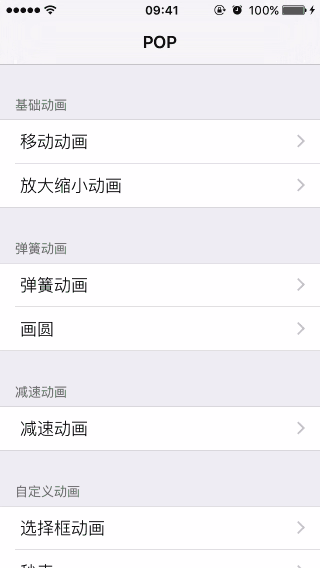 09:41 100%
POP
基础动画
移动动画
放大缩小动画
弹簧动画
弹簧动画
画圆
减速动画
减速动画
自定义动画
选择框动画